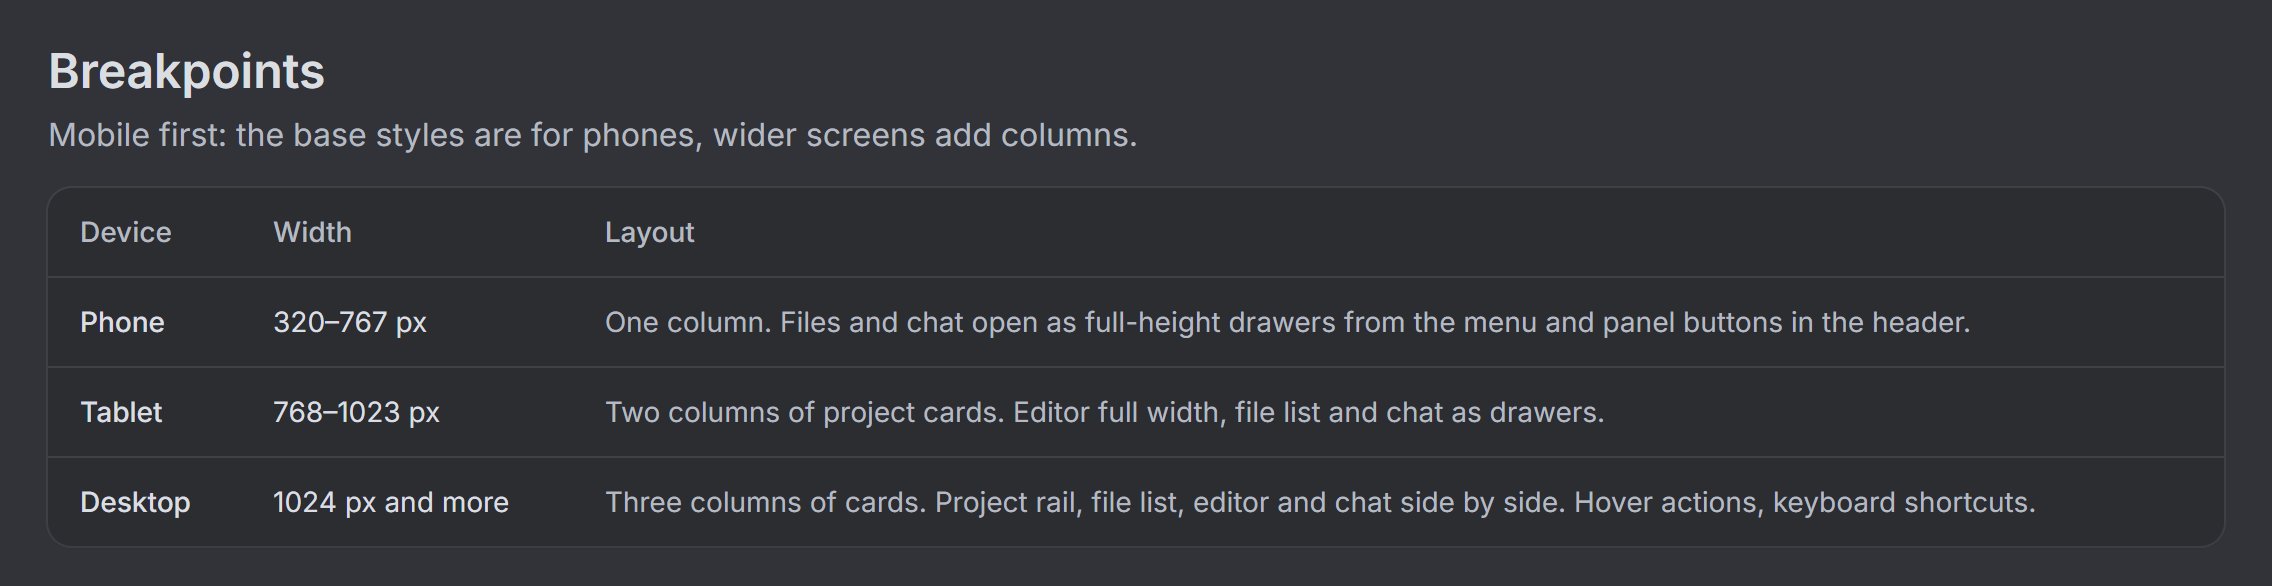 Breakpoints
Mobile first: the base styles are for phones, wider screens add columns.
Device Width Layout
Phone 320–767 px One column. Files and chat open as full-height drawers from the menu and panel buttons in the header.
Tablet 768–1023 px Two columns of project cards. Editor full width, file list and chat as drawers.
Desktop 1024 px and more Three columns of cards. Project rail, file list, editor and chat side by side. Hover actions, keyboard shortcuts.